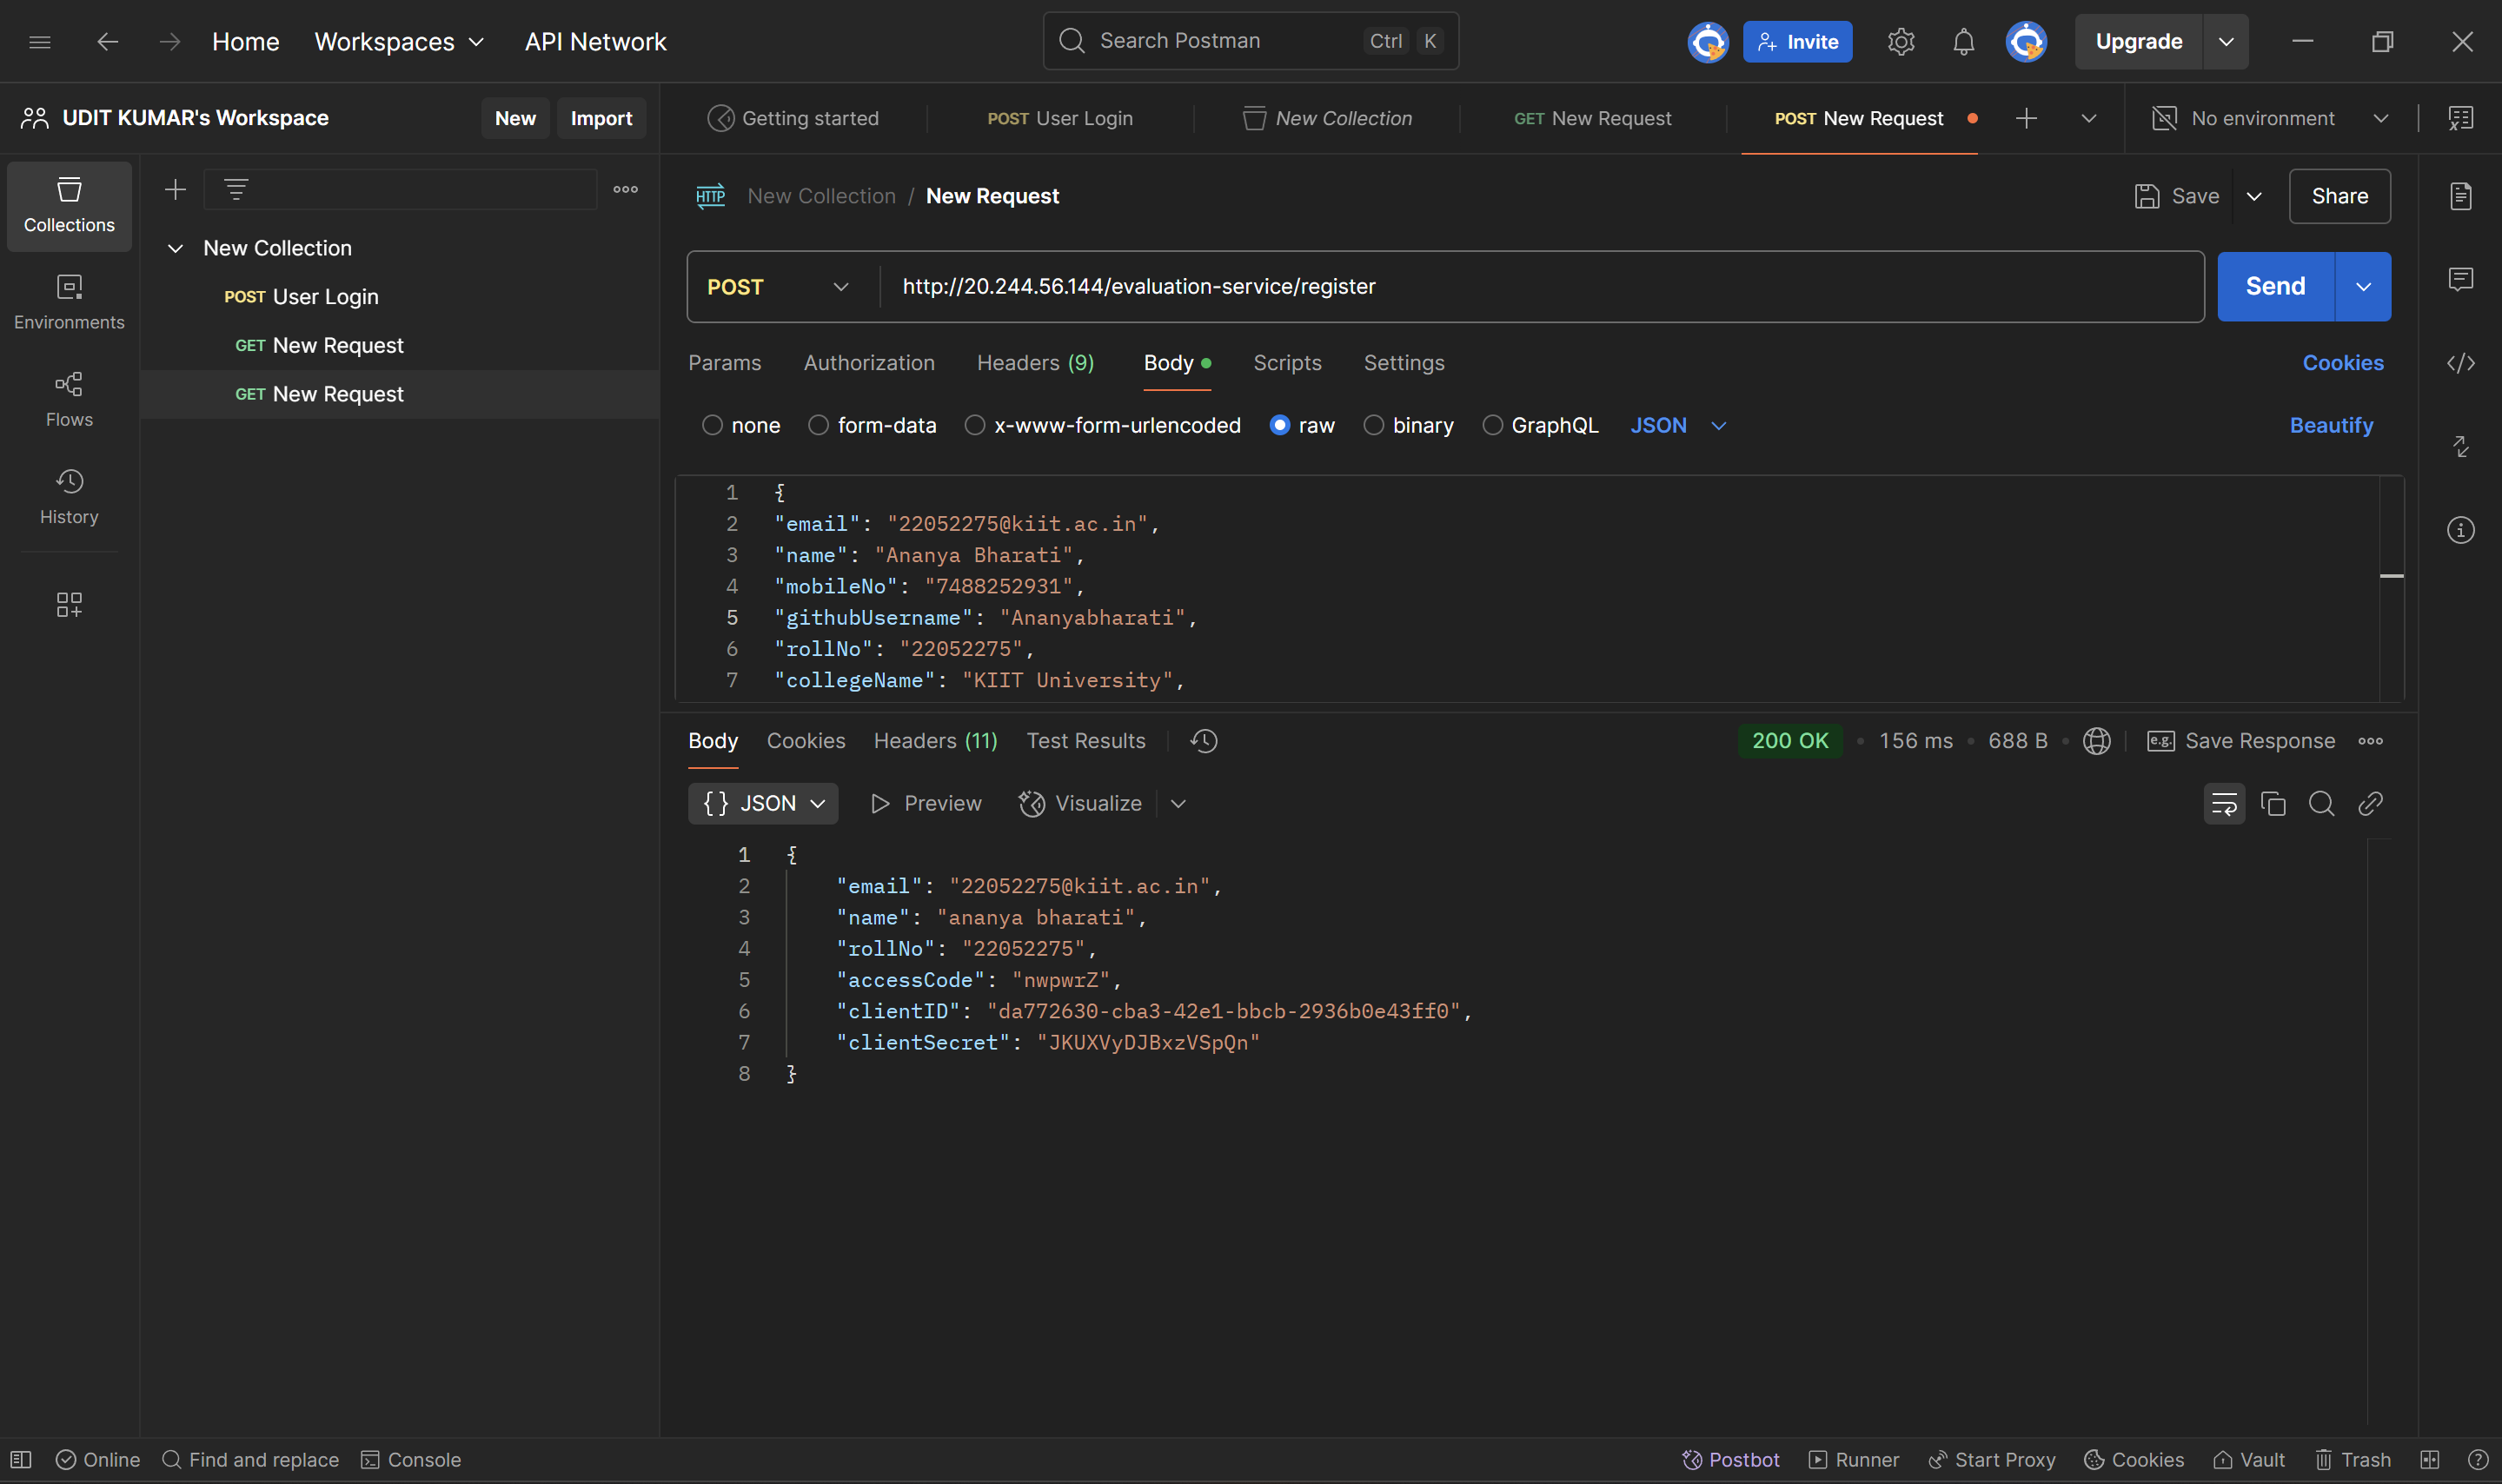 Home Workspaces API Network Search Postman Ctrl K Invite Upgrade
UDIT KUMAR's Workspace New Import Getting started POST User Login New Collection GET New Request POST New Request No environment
Collections
Environments
Flows
History
New Collection
POST User Login
GET New Request
GET New Request
HTTP New Collection / New Request Save Share
POST http://20.244.56.144/evaluation-service/register Send
Params Authorization Headers (9) Body Scripts Settings Cookies
none form-data x-www-form-urlencoded raw binary GraphQL JSON Beautify
1 {
2 "email": "22052275@kiit.ac.in",
3 "name": "Ananya Bharati",
4 "mobileNo": "7488252931",
5 "githubUsername": "Ananyabharati",
6 "rollNo": "22052275",
7 "collegeName": "KIIT University",
Body Cookies Headers (11) Test Results 200 OK • 156 ms • 688 B • e.g. Save Response
{ } JSON Preview Visualize
1 {
2 "email": "22052275@kiit.ac.in",
3 "name": "ananya bharati",
4 "rollNo": "22052275",
5 "accessCode": "nwpwrZ",
6 "clientID": "da772630-cba3-42e1-bbcb-2936b0e43ff0",
7 "clientSecret": "JKUXVyDJBxzVSpQn"
8 }
Online Find and replace Console Postbot Runner Start Proxy Cookies Vault Trash